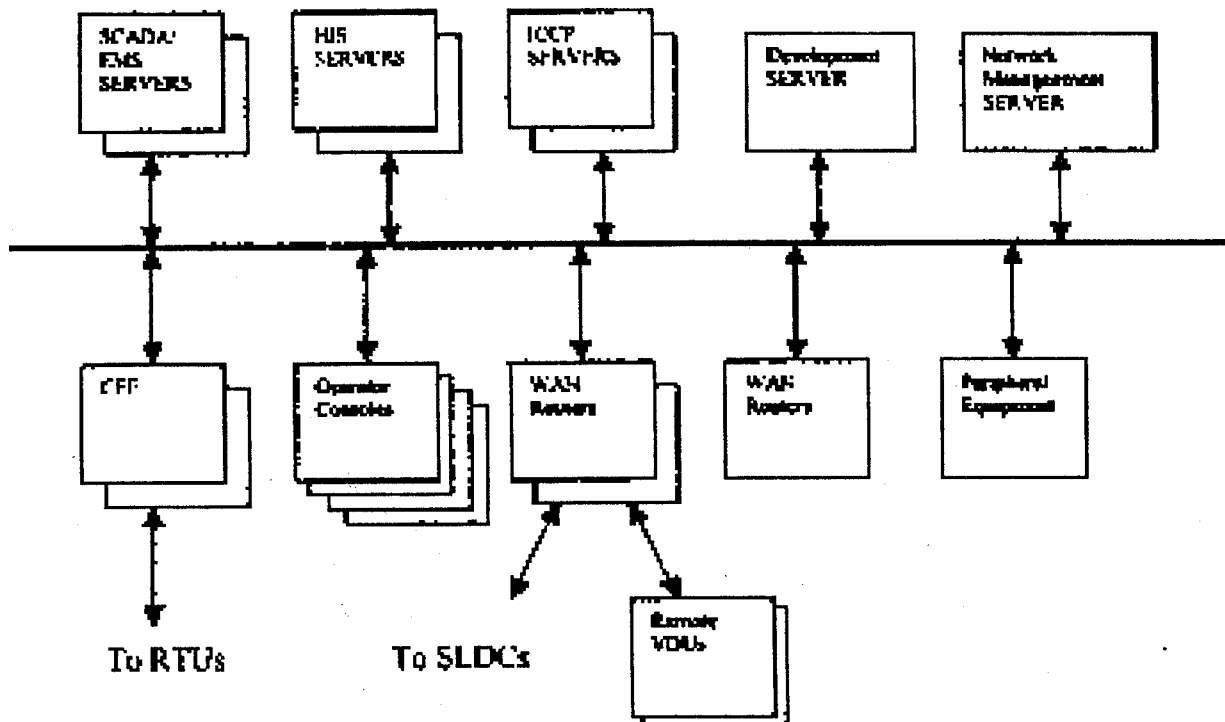 SCADA/
EMS
SERVERS
HIS
SERVERS
ICCP
SERVERS
Development
SERVER
Network
Management
SERVER
CFE
Operator
Consoles
WAN
Routers
WAN
Routers
Peripheral
Equipment
To RTUs
To SLDCs
Remote
VDUs